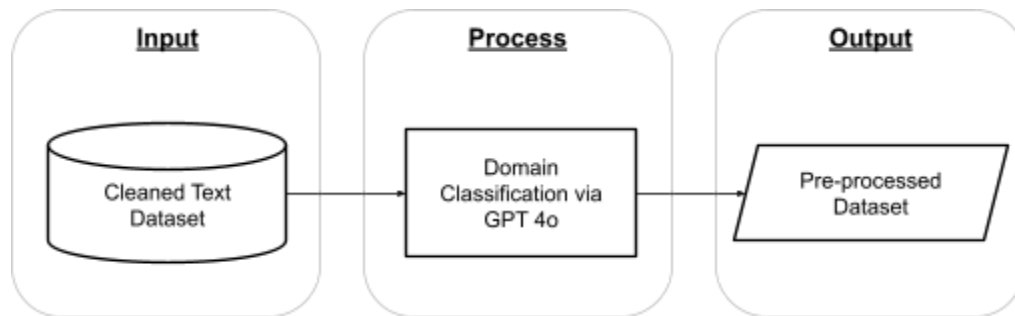 Input
Cleaned Text
Dataset
Process
Domain
Classification via
GPT 4o
Output
Pre-processed
Dataset